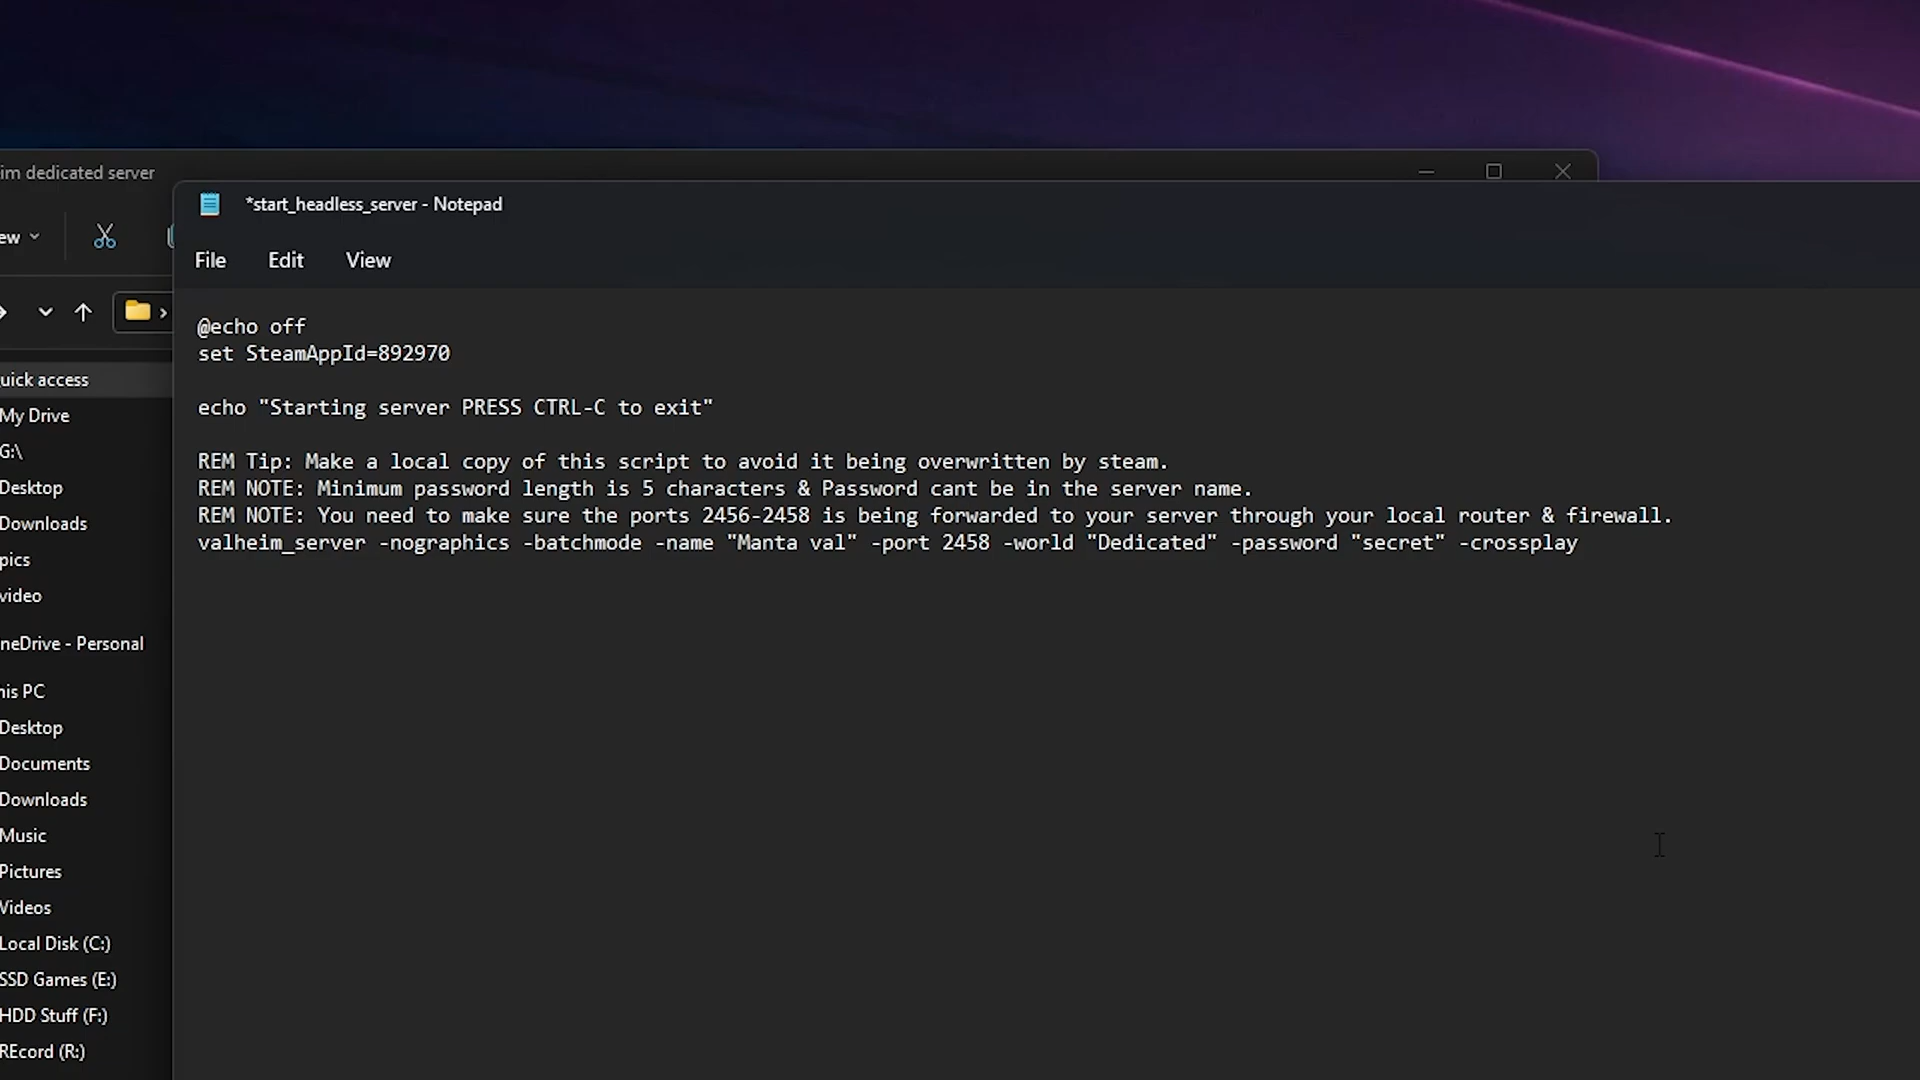 im dedicated server
*start_headless_server - Notepad
ew
File Edit View
@echo off
set SteamAppId=892970
echo "Starting server PRESS CTRL-C to exit"
REM Tip: Make a local copy of this script to avoid it being overwritten by steam.
REM NOTE: Minimum password length is 5 characters & Password cant be in the server name.
REM NOTE: You need to make sure the ports 2456-2458 is being forwarded to your server through your local router & firewall.
valheim_server -nographics -batchmode -name "Manta val" -port 2458 -world "Dedicated" -password "secret" -crossplay
uick access
My Drive
G:\
Desktop
Downloads
pics
video
neDrive - Personal
his PC
Desktop
Documents
Downloads
Music
Pictures
Videos
Local Disk (C:)
SSD Games (E:)
HDD Stuff (F:)
REcord (R:)